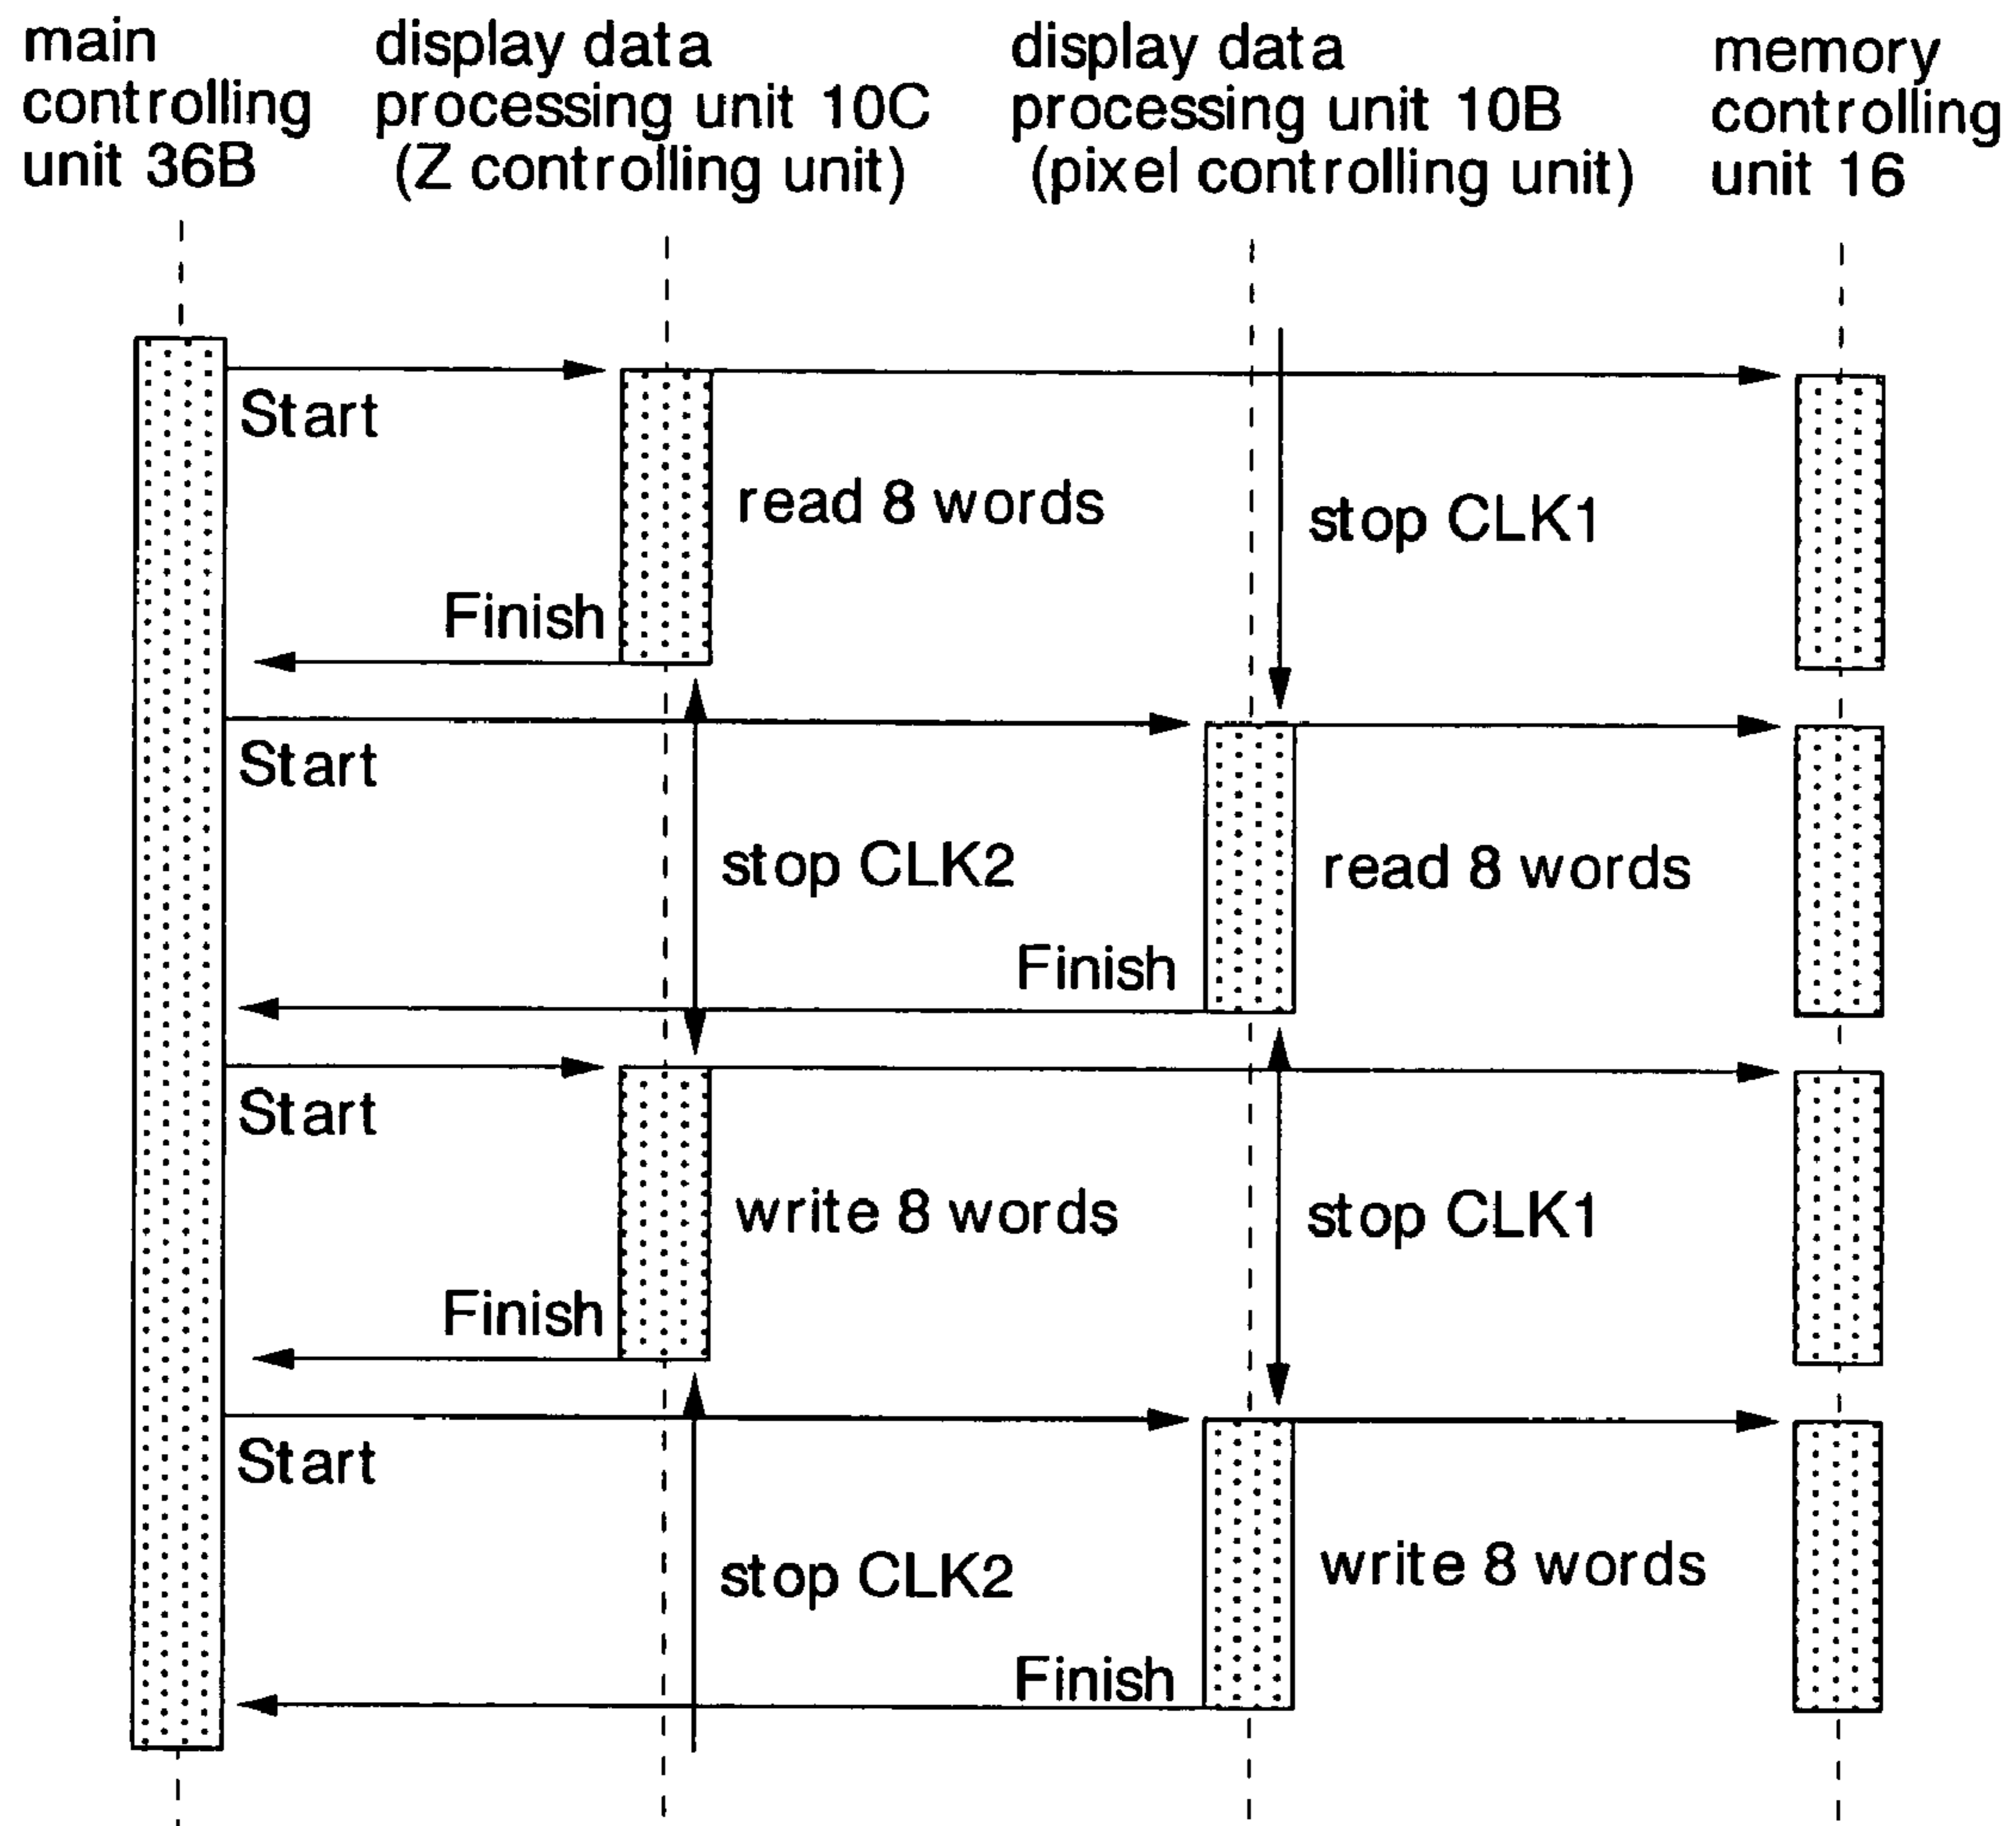 main
controlling
unit 36B
display data
processing unit 10C
(Z controlling unit)
display data
processing unit 10B
(pixel controlling unit)
memory
controlling
unit 16
Start
read 8 words
stop CLK1
Finish
Start
stop CLK2
read 8 words
Finish
Start
write 8 words
stop CLK1
Finish
Start
stop CLK2
write 8 words
Finish